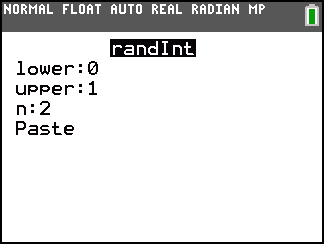 NORMAL FLOAT AUTO REAL RADIAN MP
randInt
lower:0
upper:1
n:2
Paste